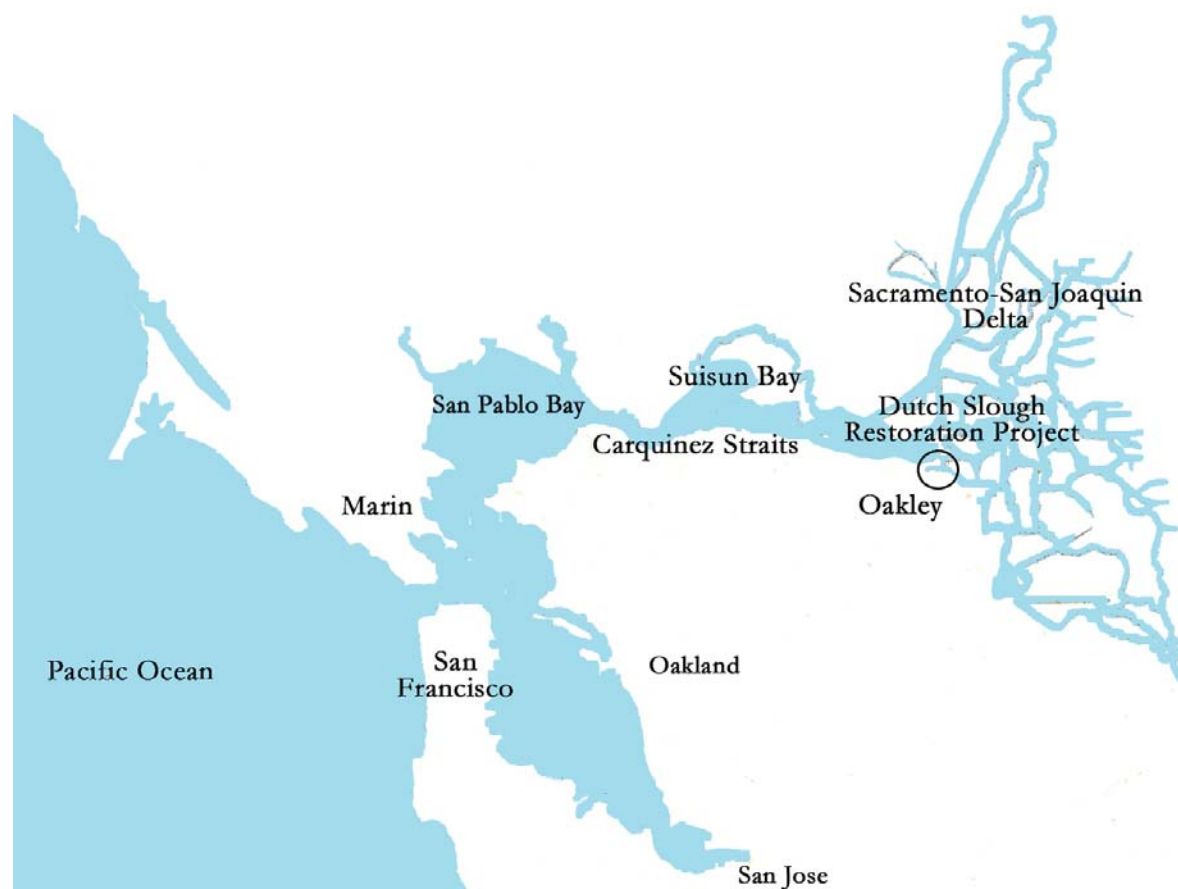 Sacramento-San Joaquin
Delta
Suisun Bay
San Pablo Bay
Dutch Slough
Restoration Project
Carquinez Straits
Marin
Oakley
Pacific Ocean
San
Francisco
Oakland
San Jose